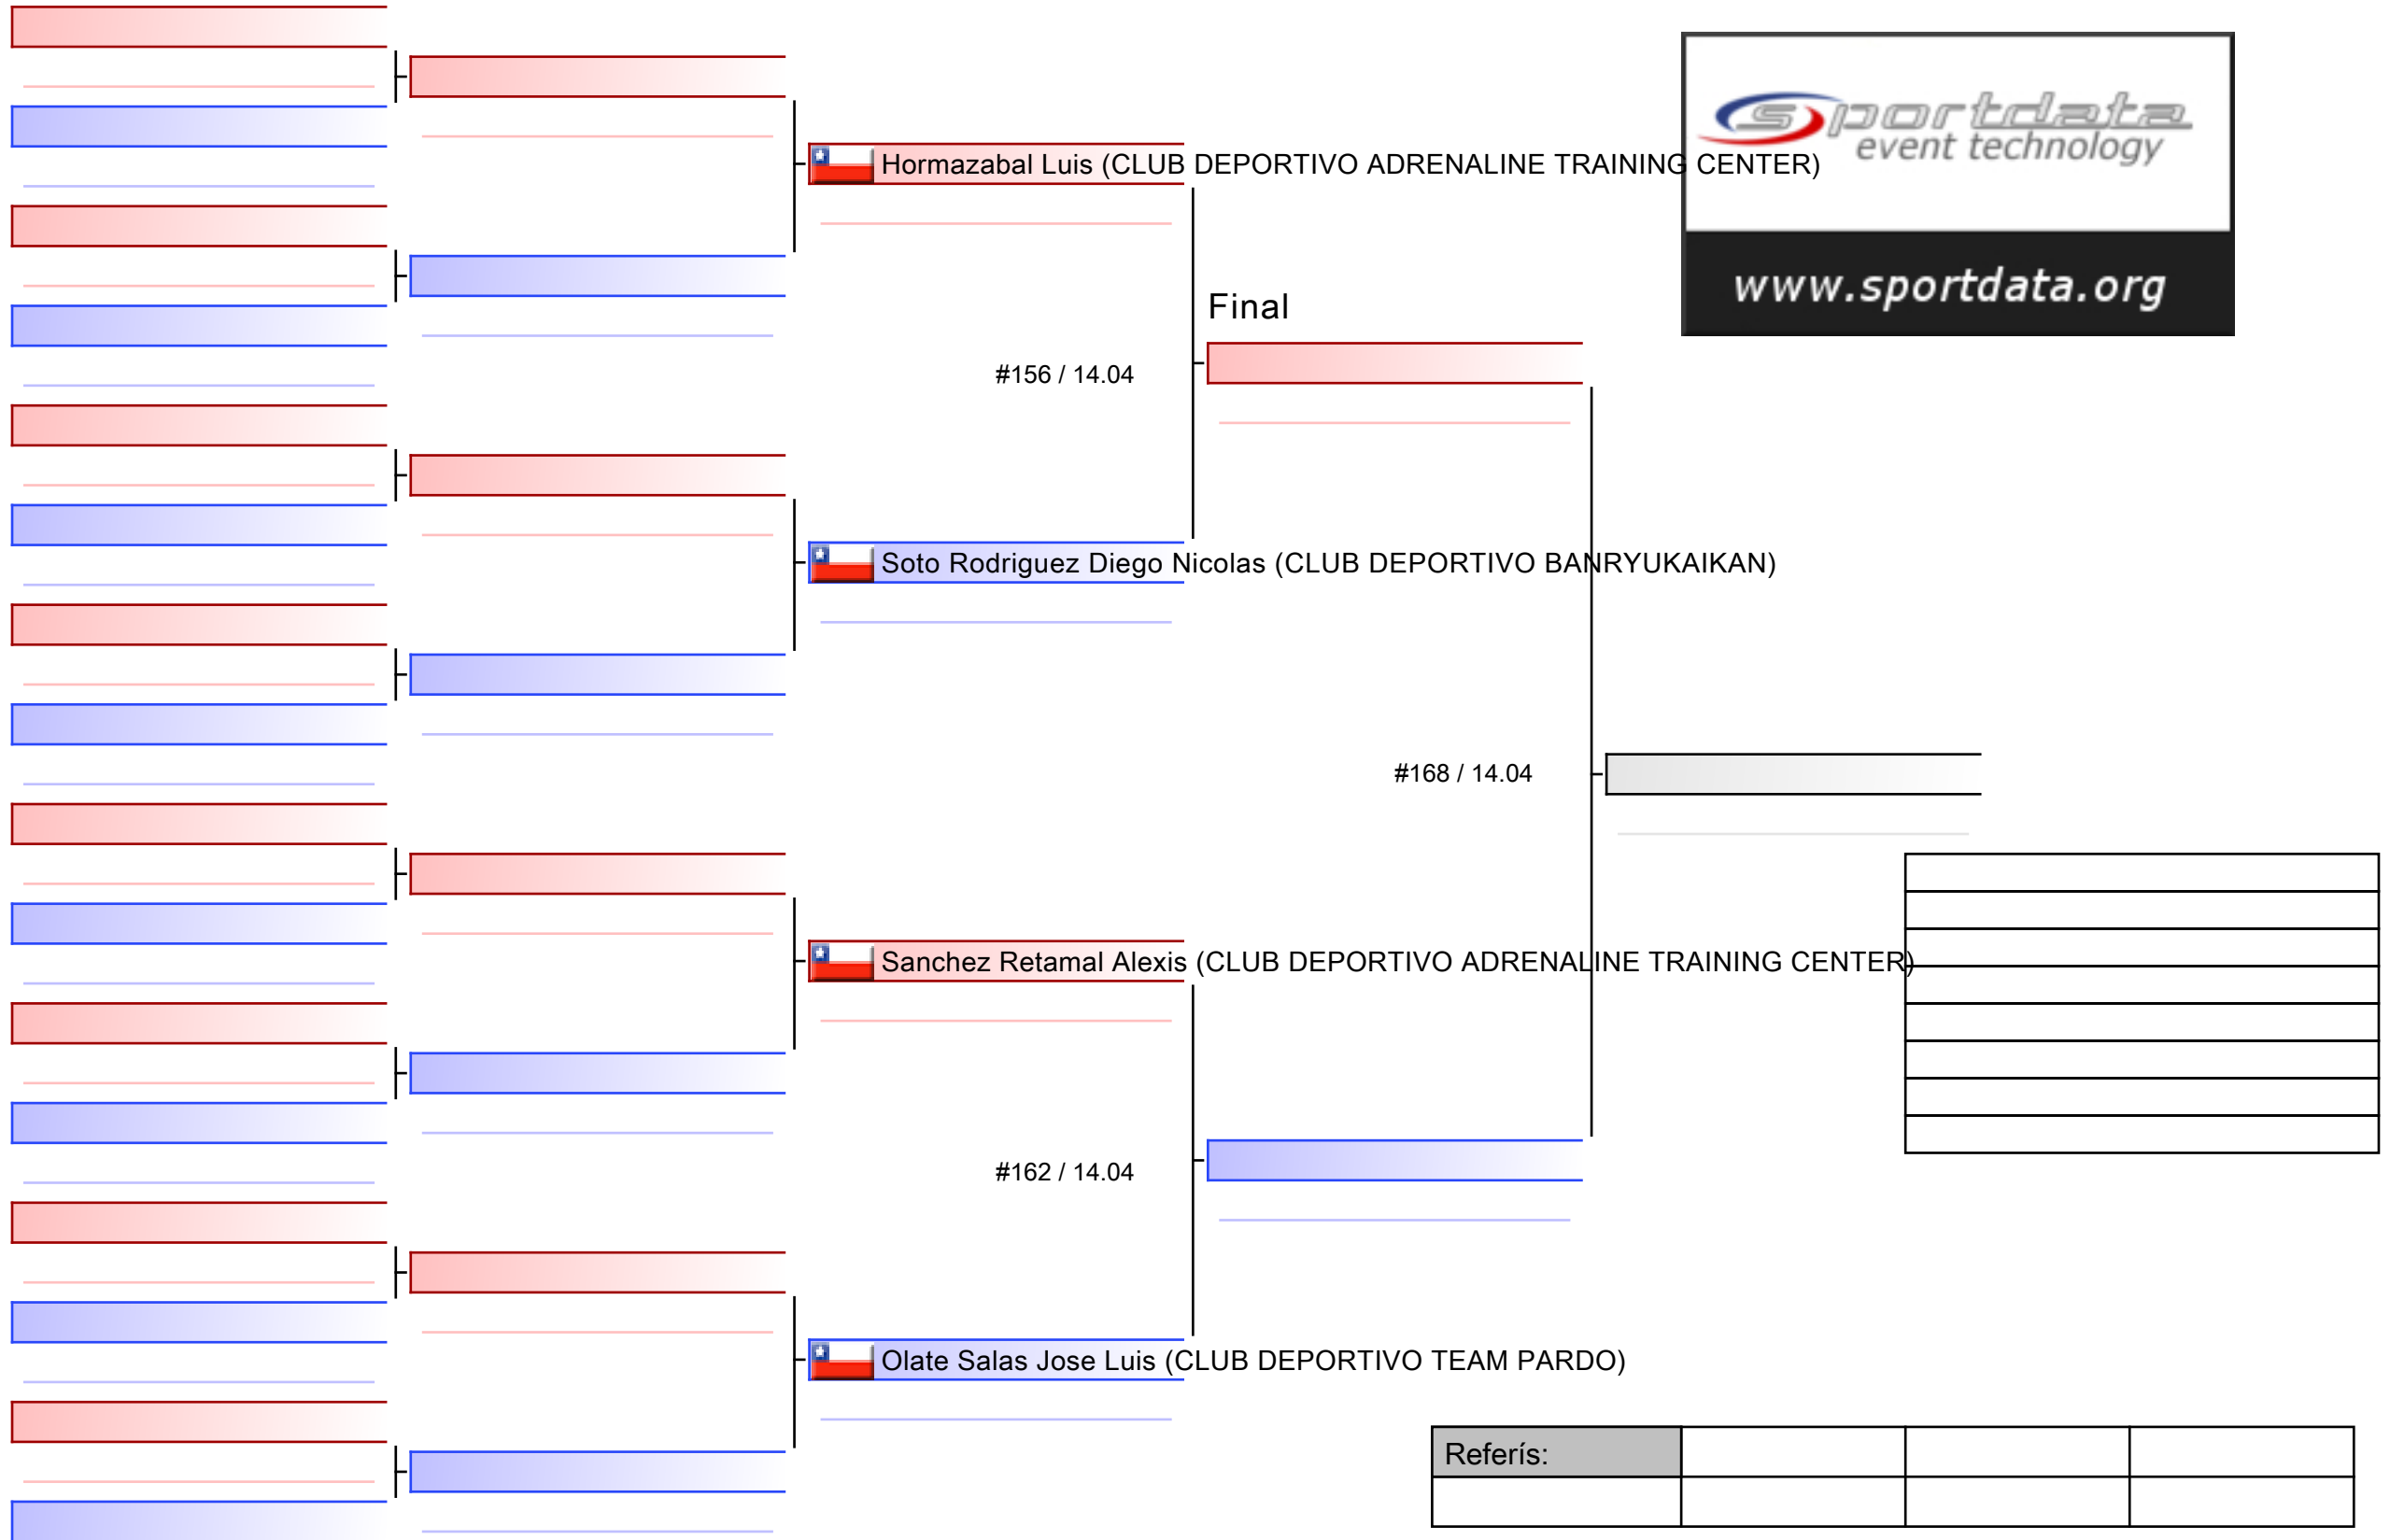 sportdata
event technology
www.sportdata.org
Hormazabal Luis (CLUB DEPORTIVO ADRENALINE TRAINING CENTER)
Final
#156 / 14.04
Soto Rodriguez Diego Nicolas (CLUB DEPORTIVO BANRYUKAIKAN)
#168 / 14.04
Sanchez Retamal Alexis (CLUB DEPORTIVO ADRENALINE TRAINING CENTER)
#162 / 14.04
Olate Salas Jose Luis (CLUB DEPORTIVO TEAM PARDO)
Referís: